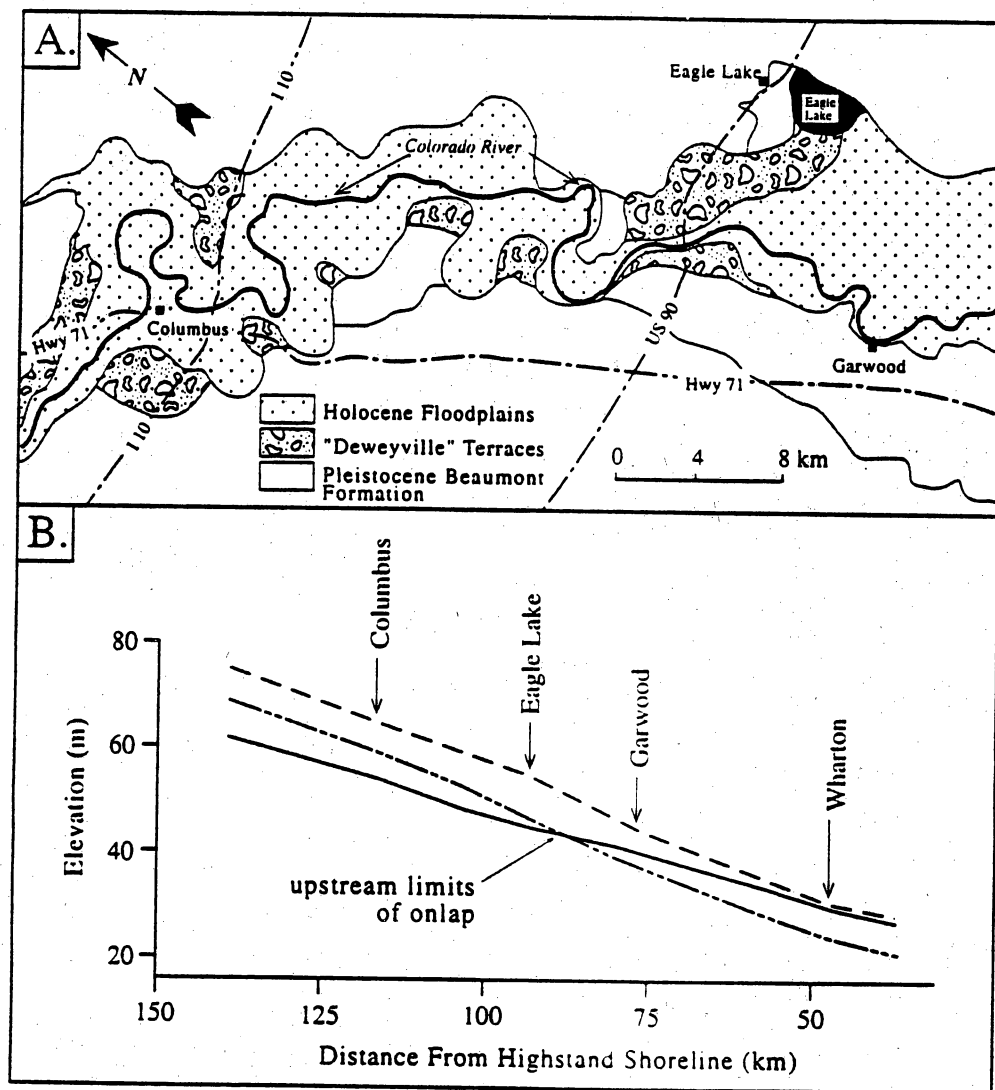 A.
N
I 10
Eagle Lake
Eagle
Lake
Colorado River
Hwy 71
Columbus
US 90
Garwood
Hwy 71
I 10
Holocene Floodplains
"Deweyville" Terraces
Pleistocene Beaumont
Formation
0 4 8 km
B.
Columbus
Eagle Lake
Garwood
Wharton
80
60
40
20
Elevation (m)
upstream limits
of onlap
150 125 100 75 50
Distance From Highstand Shoreline (km)